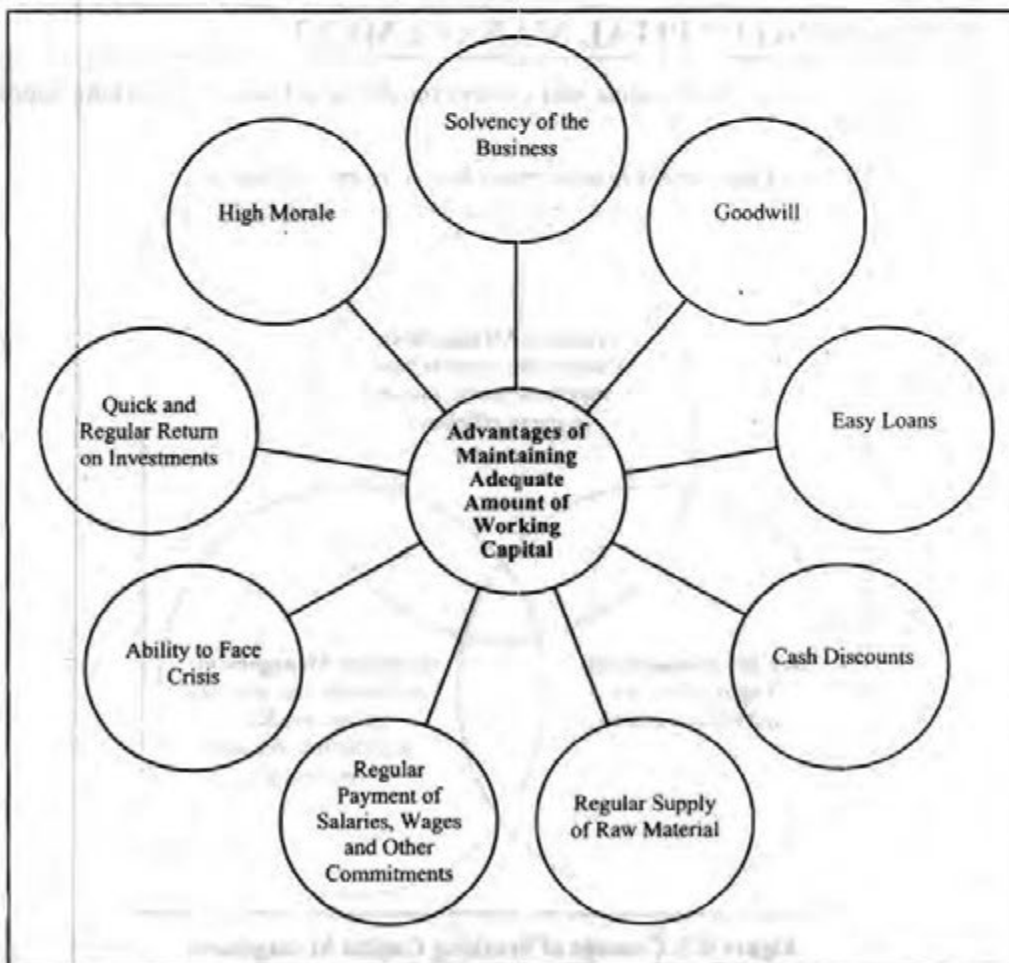 Solvency of the
Business
Goodwill
Easy Loans
Cash Discounts
Regular Supply
of Raw Material
Regular
Payment of
Salaries, Wages
and Other
Commitments
Ability to Face
Crisis
Quick and
Regular Return
on Investments
High Morale
Advantages of
Maintaining
Adequate
Amount of
Working
Capital